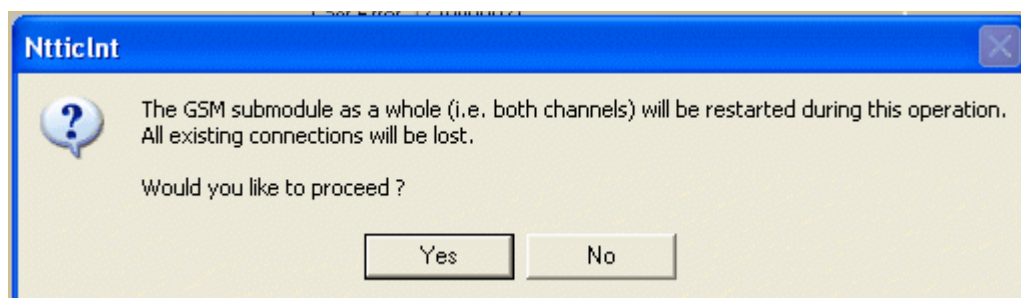 NtticInt
The GSM submodule as a whole (i.e. both channels) will be restarted during this operation.
All existing connections will be lost.
Would you like to proceed ?
Yes
No